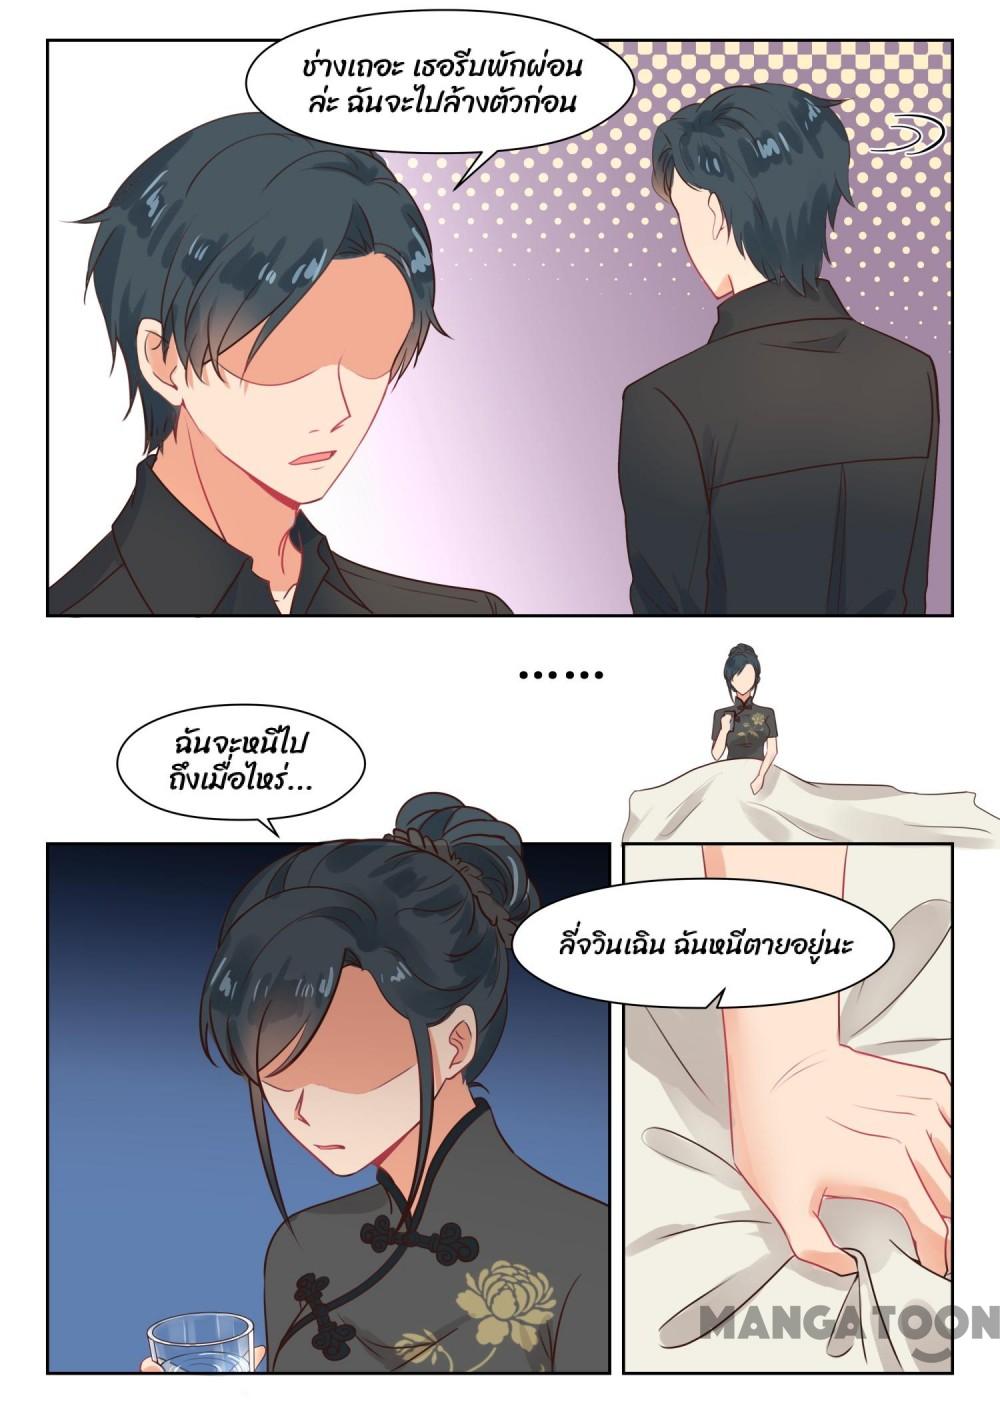 ช่างเถอะ เธอรีบพักผ่อน
ล่ะ ฉันจะไปล้างตัวก่อน
......
ฉันจะหนีไป
ถึงเมื่อไหร่...
ลี่จวินเฉิน ฉันหนีตายอยู่นะ
MANGATOON